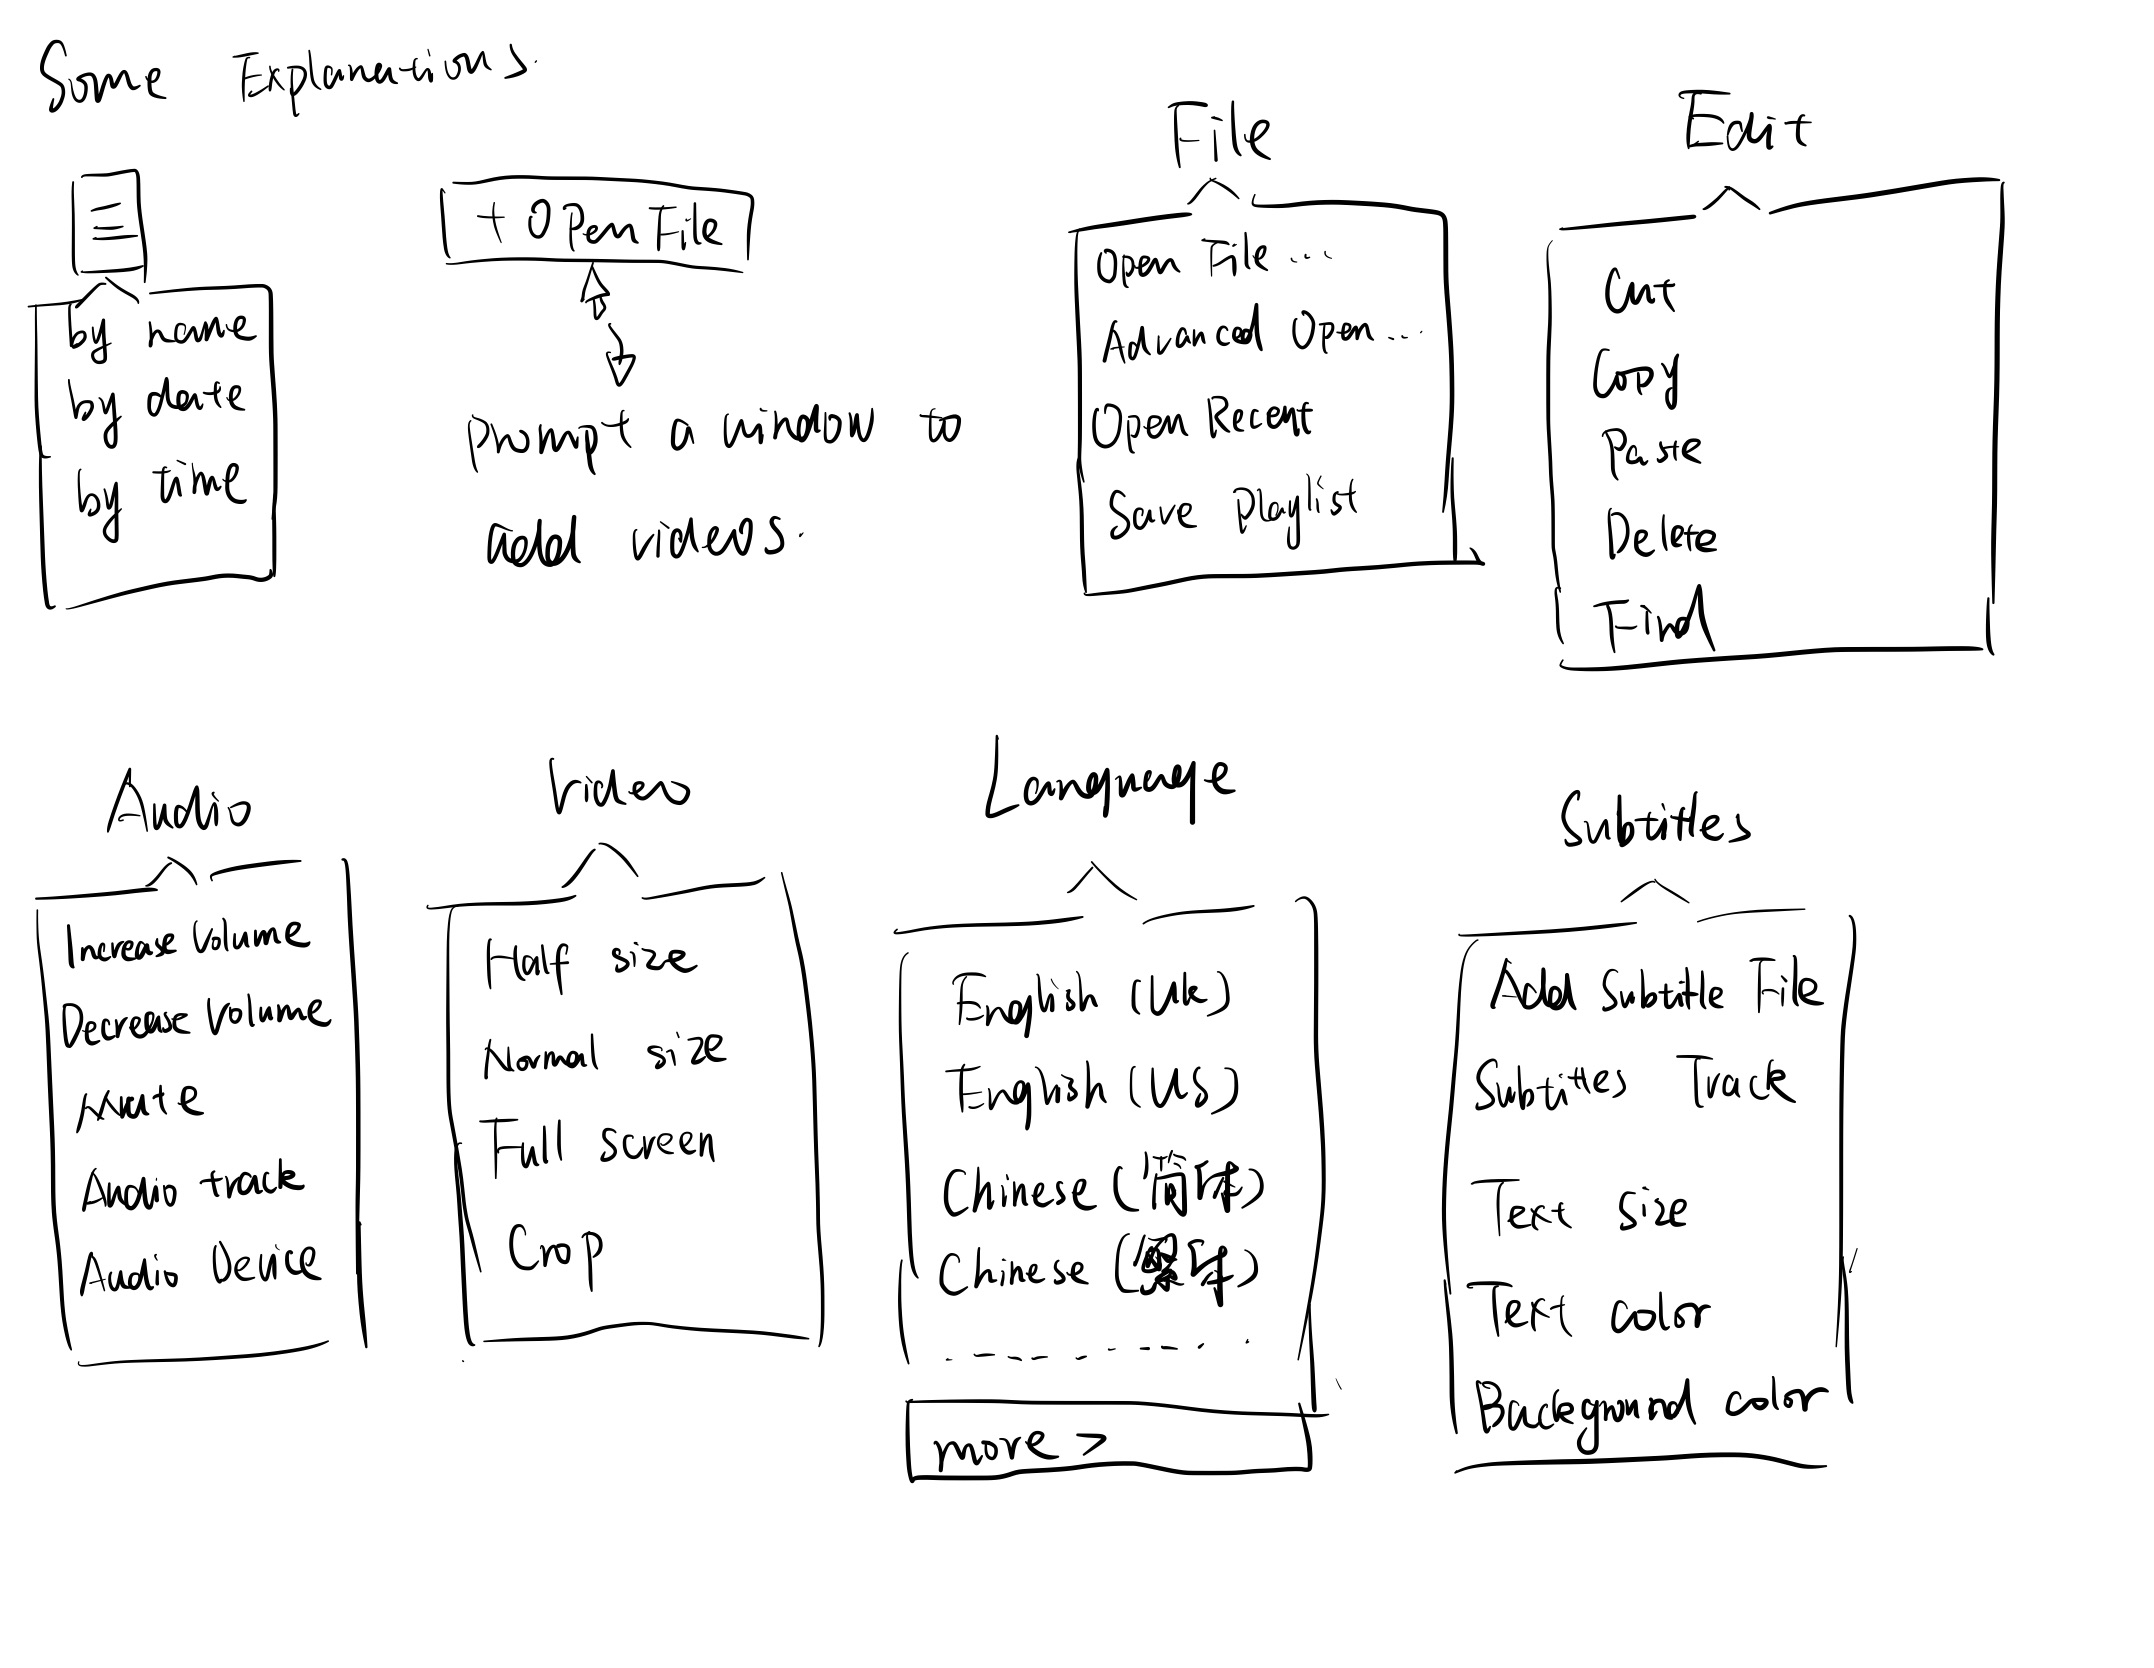 Some Explanations.
by name
by date
by time
+ Open File
Prompt a window to
add videos.
File
Open File ...
Advanced Open ...
Open Recent
Save Playlist
Edit
Cut
Copy
Paste
Delete
Find
Audio
Increase Volume
Decrease Volume
Mute
Audio track
Audio Device
Video
Half size
Normal size
Full screen
Crop
Language
English (UK)
English (US)
Chinese (简体)
Chinese (繁体)
more >
Subtitles
Add Subtitle File
Subtitles Track
Text size
Text color
Background color